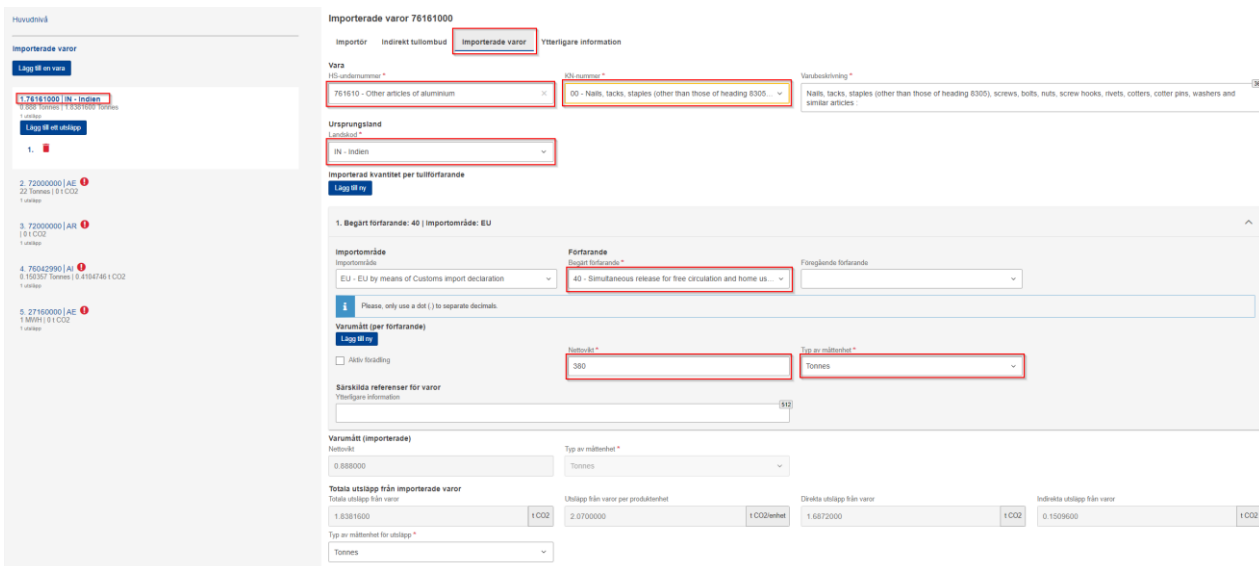 Huvudnivå
Importerade varor
Lägg till en vara
1.76161000 | IN - Indien
0.888 Tonnes | 1.8381600 Tonnes
1 utsläpp
Lägg till ett utsläpp
1.
2. 72000000 | AE
22 Tonnes | 0 t CO2
1 utsläpp
3. 72000000 | AR
| 0 t CO2
1 utsläpp
4. 76042990 | AI
0.150357 Tonnes | 0.4104746 t CO2
1 utsläpp
5. 27160000 | AE
1 MWH | 0 t CO2
1 utsläpp
Importerade varor 76161000
Importör Indirekt tullombud Importerade varor Ytterligare information
Vara
HS-undernummer * KN-nummer * Varubeskrivning *
761610 - Other articles of aluminium
00 - Nails, tacks, staples (other than those of heading 8305...
Nails, tacks, staples (other than those of heading 8305), screws, bolts, nuts, screw hooks, rivets, cotters, cotter pins, washers and
similar articles :
Ursprungsland
Landskod *
IN - Indien
Importerad kvantitet per tullförfarande
Lägg till ny
1. Begärt förfarande: 40 | Importområde: EU
Importområde Förfarande
Importområde Begärt förfarande * Föregående förfarande
EU - EU by means of Customs import declaration 40 - Simultaneous release for free circulation and home us...
i Please, only use a dot (.) to separate decimals.
Varumått (per förfarande)
Lägg till ny
Aktiv förädling
Nettovikt * Typ av måttenhet *
380 Tonnes
Särskilda referenser för varor
Ytterligare information
512
Varumått (importerade)
Nettovikt Typ av måttenhet *
0.888000 Tonnes
Totala utsläpp från importerade varor
Totala utsläpp från varor Utsläpp från varor per produktenhet Direkta utsläpp från varor Indirekta utsläpp från varor
1.8381600 t CO2 2.0700000 t CO2/enhet 1.6872000 t CO2 0.1509600 t CO2
Typ av måttenhet för utsläpp *
Tonnes